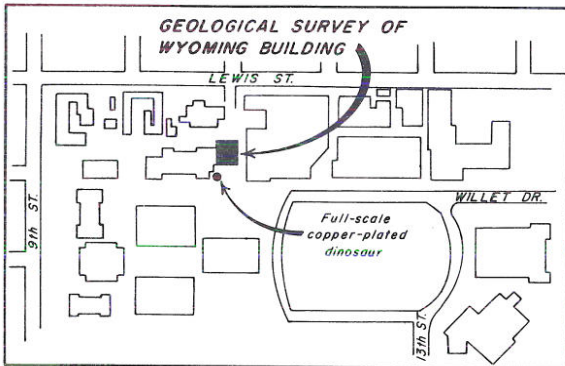 GEOLOGICAL SURVEY OF
WYOMING BUILDING
LEWIS ST.
WILLET DR.
9th ST.
Full-scale
copper-plated
dinosaur
13th ST.